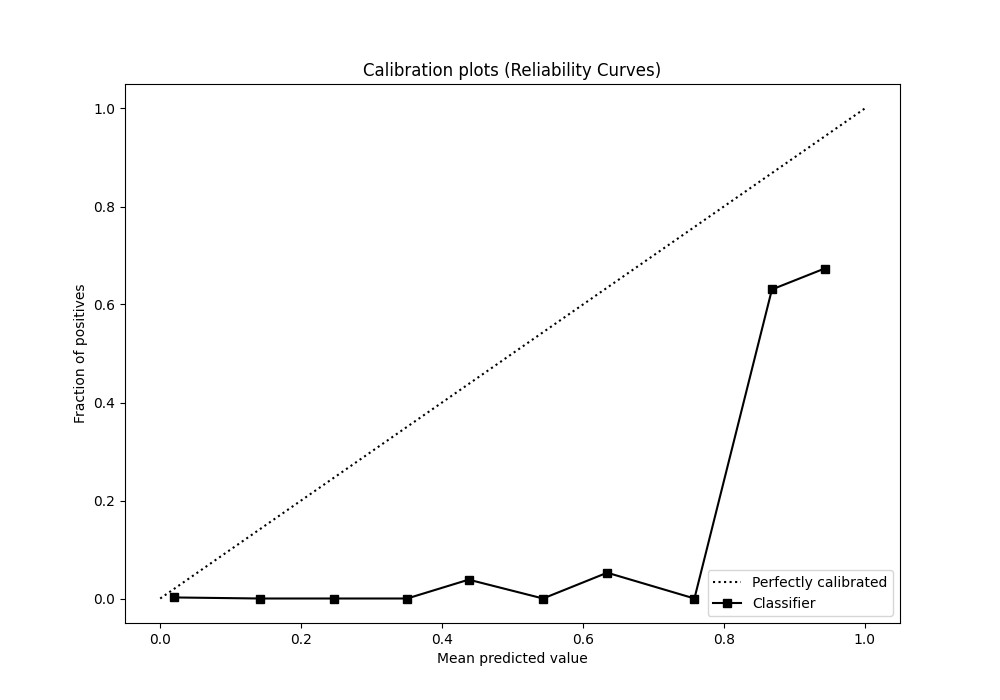 Calibration plots (Reliability Curves)
1.0
0.8
0.6
0.4
0.2
0.0
Fraction of positives
0.0 0.2 0.4 0.6 0.8 1.0
Mean predicted value
Perfectly calibrated
Classifier